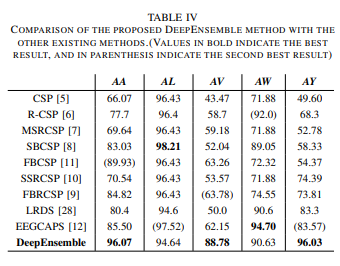 TABLE IV
COMPARISON OF THE PROPOSED DEEPENSEMBLE METHOD WITH THE
OTHER EXISTING METHODS.(VALUES IN BOLD INDICATE THE BEST
RESULT, AND IN PARENTHESIS INDICATE THE SECOND BEST RESULT)
AA AL AV AW AY
CSP [5] 66.07 96.43 43.47 71.88 49.60
R-CSP [6] 77.7 96.4 58.7 (92.0) 68.3
MSRCSP [7] 69.64 96.43 59.18 71.88 52.78
SBCSP [8] 83.03 98.21 52.04 89.05 58.33
FBCSP [11] (89.93) 96.43 63.26 72.32 54.37
SSRCSP [10] 70.54 96.43 53.57 71.88 74.39
FBRCSP [9] 84.82 96.43 (63.78) 74.55 73.81
LRDS [28] 80.4 94.6 50.0 90.6 83.3
EEGCAPS [12] 85.50 (97.52) 62.15 94.70 (83.57)
DeepEnsemble 96.07 94.64 88.78 90.63 96.03